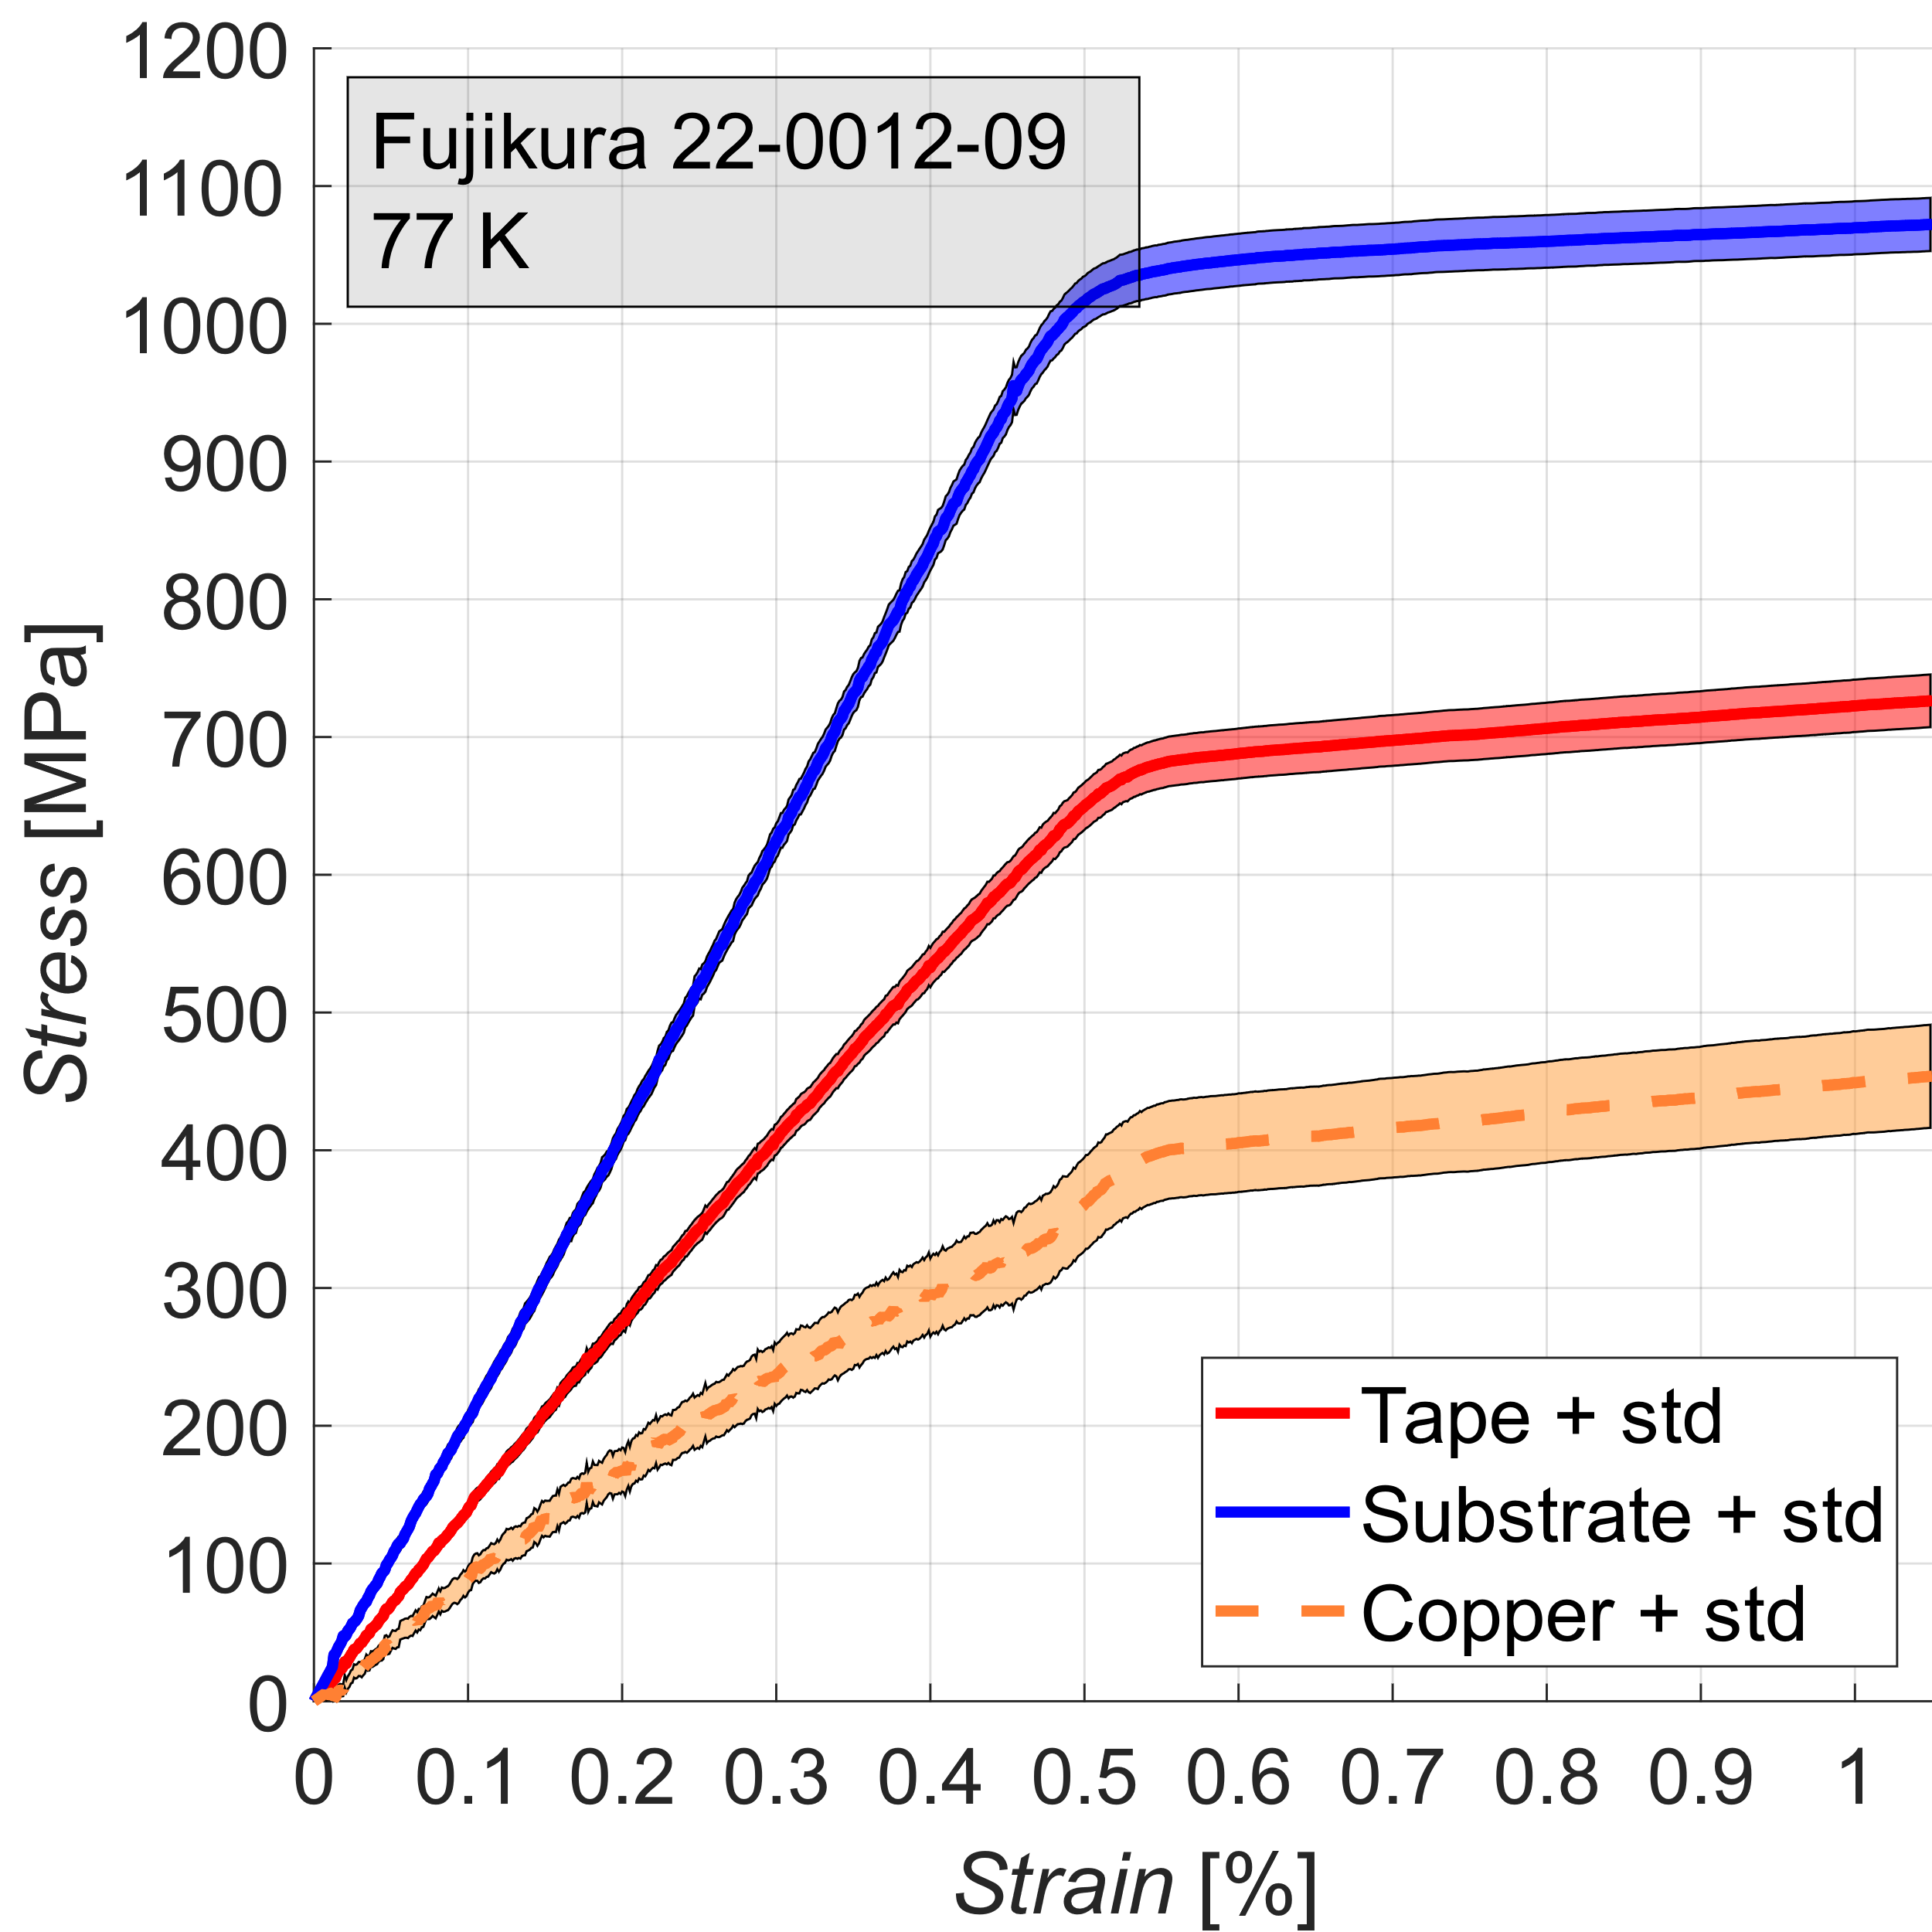 1200
1100
1000
900
800
700
600
500
400
300
200
100
0
Stress [MPa]
Fujikura 22-0012-09
77 K
Tape + std
Substrate + std
Copper + std
0 0.1 0.2 0.3 0.4 0.5 0.6 0.7 0.8 0.9 1
Strain [%]